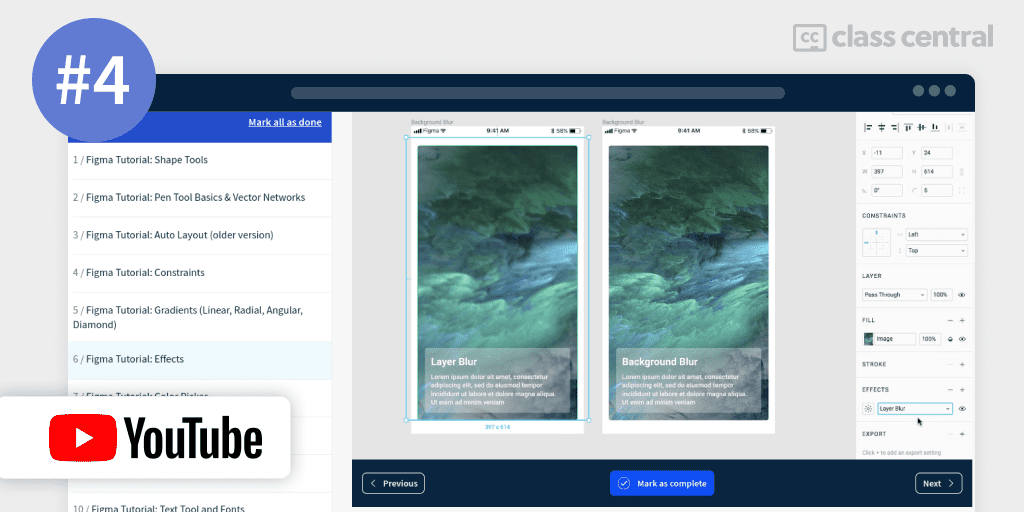 #4
cc class central
Mark all as done
1 / Figma Tutorial: Shape Tools
2 / Figma Tutorial: Pen Tool Basics & Vector Networks
3 / Figma Tutorial: Auto Layout (older version)
4 / Figma Tutorial: Constraints
5 / Figma Tutorial: Gradients (Linear, Radial, Angular,
Diamond)
6 / Figma Tutorial: Effects
YouTube
10 / Figma Tutorial: Text Tool and Fonts
Background Blur
Figma
9:41 AM
58%
Layer Blur
Lorem ipsum dolor sit amet, consectetur
adipiscing elit, sed do eiusmod tempor
incididunt ut labore et dolore magna aliqua.
Ut enim ad minim veniam
397 x 614
Background Blur
Figma
9:41 AM
58%
Background Blur
Lorem ipsum dolor sit amet, consectetur
adipiscing elit, sed do eiusmod tempor
incididunt ut labore et dolore magna aliqua.
Ut enim ad minim veniam
X -11 Y 24
W 397 H 614
0° 5
CONSTRAINTS
Left
Top
LAYER
Pass Through 100%
FILL
Image 100%
STROKE
EFFECTS
Layer Blur
EXPORT
Click + to add an export setting
Previous
Mark as complete
Next